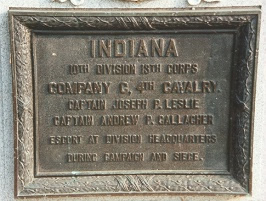 INDIANA
10TH DIVISION 13TH CORPS
COMPANY C, 4TH CAVALRY.
CAPTAIN JOSEPH P. LESLIE
CAPTAIN ANDREW P. GALLAGHER
ESCORT AT DIVISION HEADQUARTERS
DURING CAMPAIGN AND SIEGE.